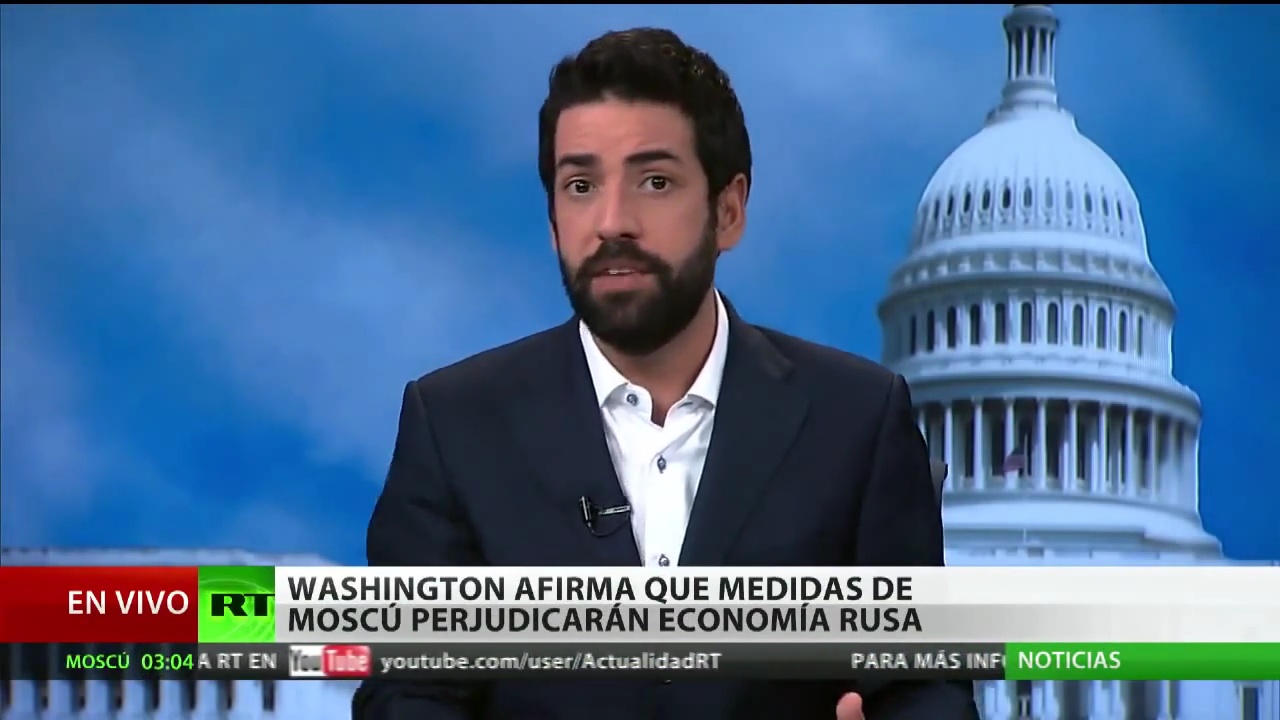 EN VIVO
RT
WASHINGTON AFIRMA QUE MEDIDAS DE
MOSCÚ PERJUDICARÁN ECONOMÍA RUSA
MOSCÚ 03:04 A RT EN YouTube youtube.com/user/ActualidadRT PARA MÁS INFO NOTICIAS